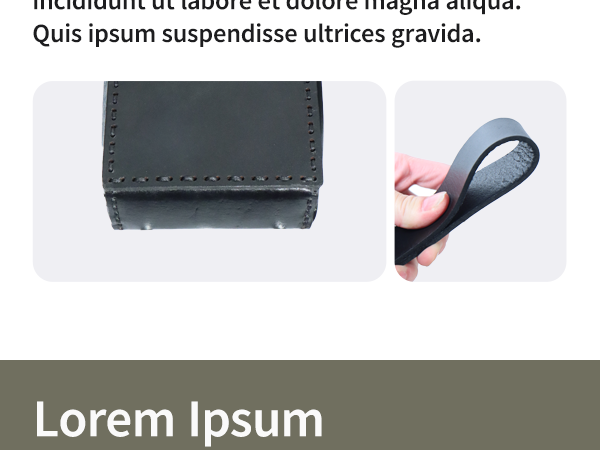 incididunt ut labore et dolore magna aliqua.
Quis ipsum suspendisse ultrices gravida.
Lorem Ipsum